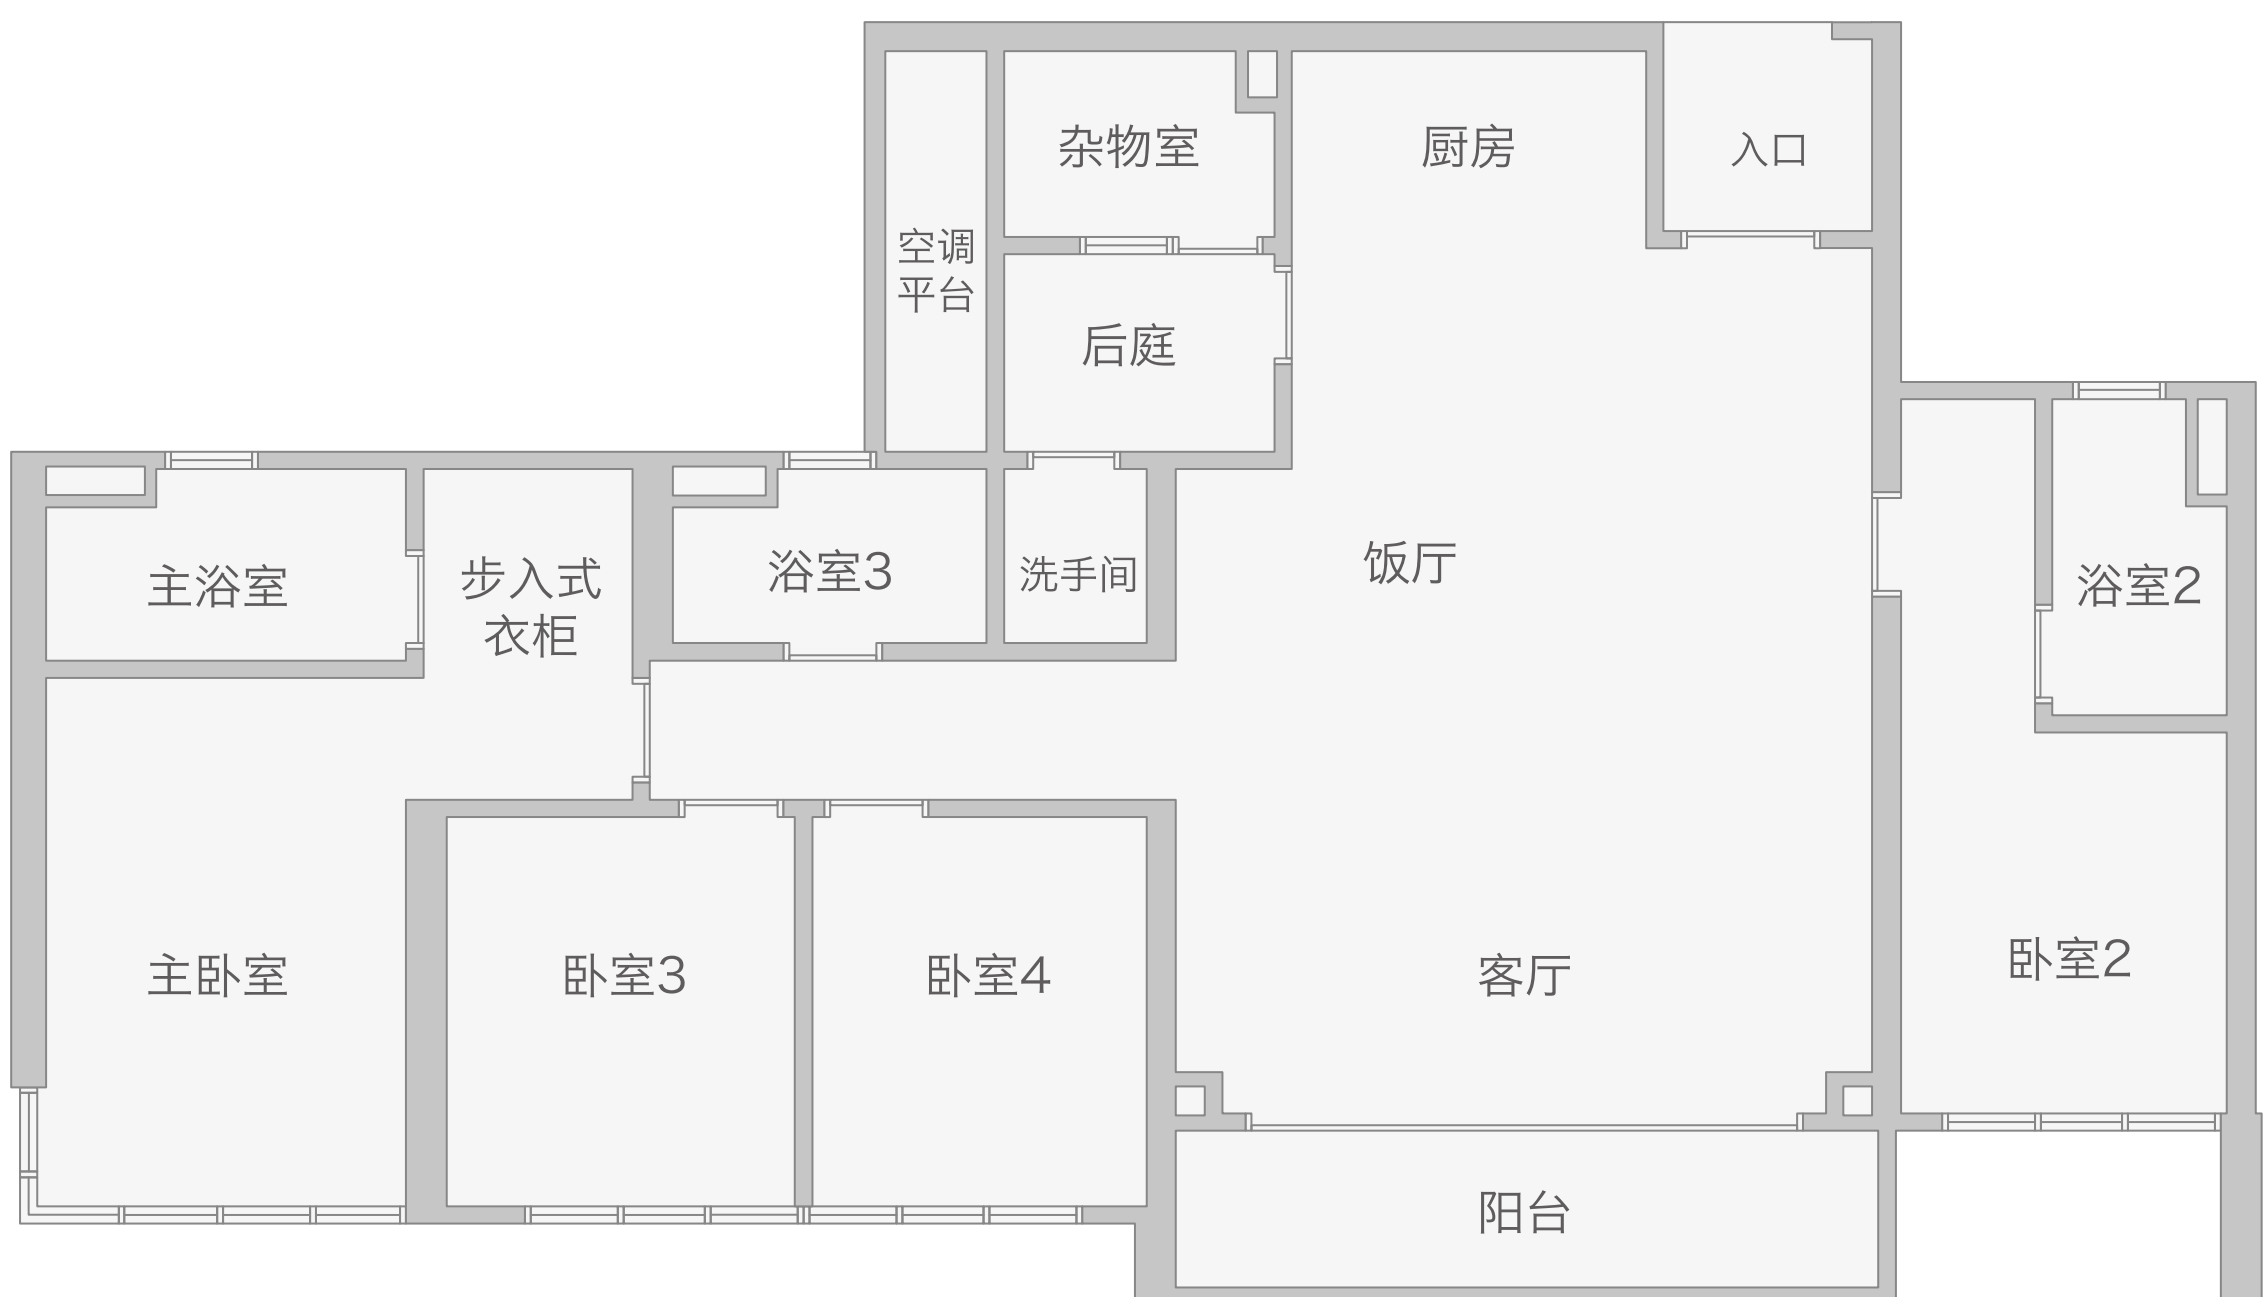 杂物室
厨房
入口
空调
平台
后庭
主浴室
步入式
衣柜
浴室3
洗手间
饭厅
浴室2
主卧室
卧室3
卧室4
客厅
卧室2
阳台